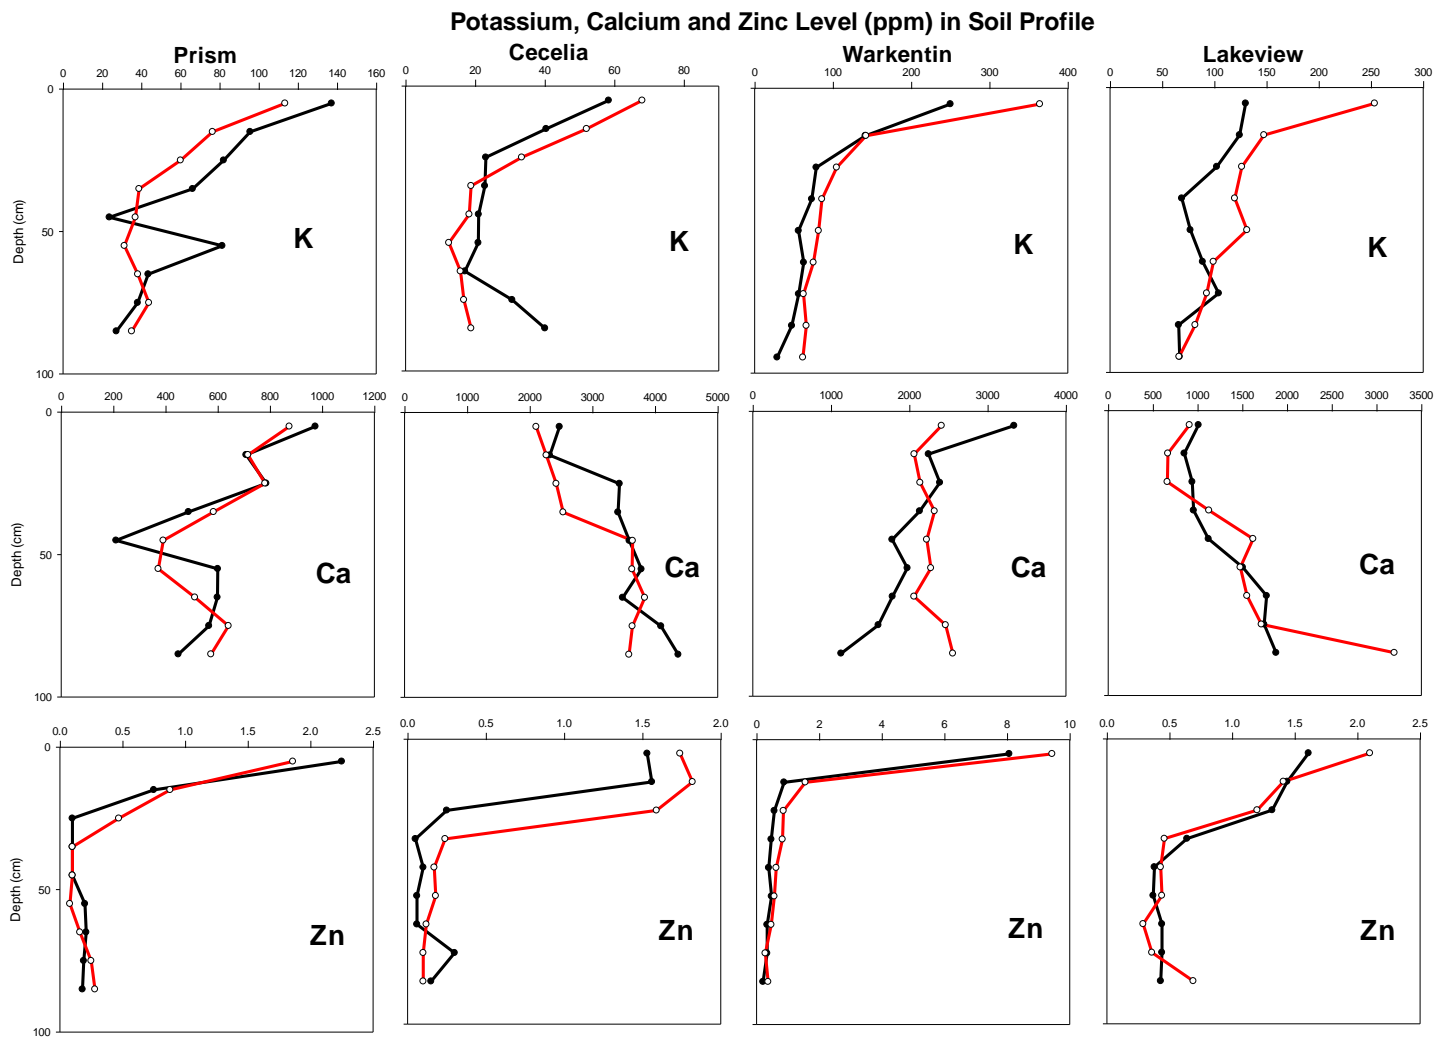 Potassium, Calcium and Zinc Level (ppm) in Soil Profile
Prism Cecelia Warkentin Lakeview
0 20 40 60 80 100 120 140 160
0 20 40 60 80
0 100 200 300 400
0 50 100 150 200 250 300
0
50
100
Depth (cm)
K K K K
0 200 400 600 800 1000 1200
0 1000 2000 3000 4000 5000
0 1000 2000 3000 4000
0 500 1000 1500 2000 2500 3000 3500
0
50
100
Depth (cm)
Ca Ca Ca Ca
0.0 0.5 1.0 1.5 2.0 2.5
0.0 0.5 1.0 1.5 2.0
0 2 4 6 8 10
0.0 0.5 1.0 1.5 2.0 2.5
0
50
100
Depth (cm)
Zn Zn Zn Zn